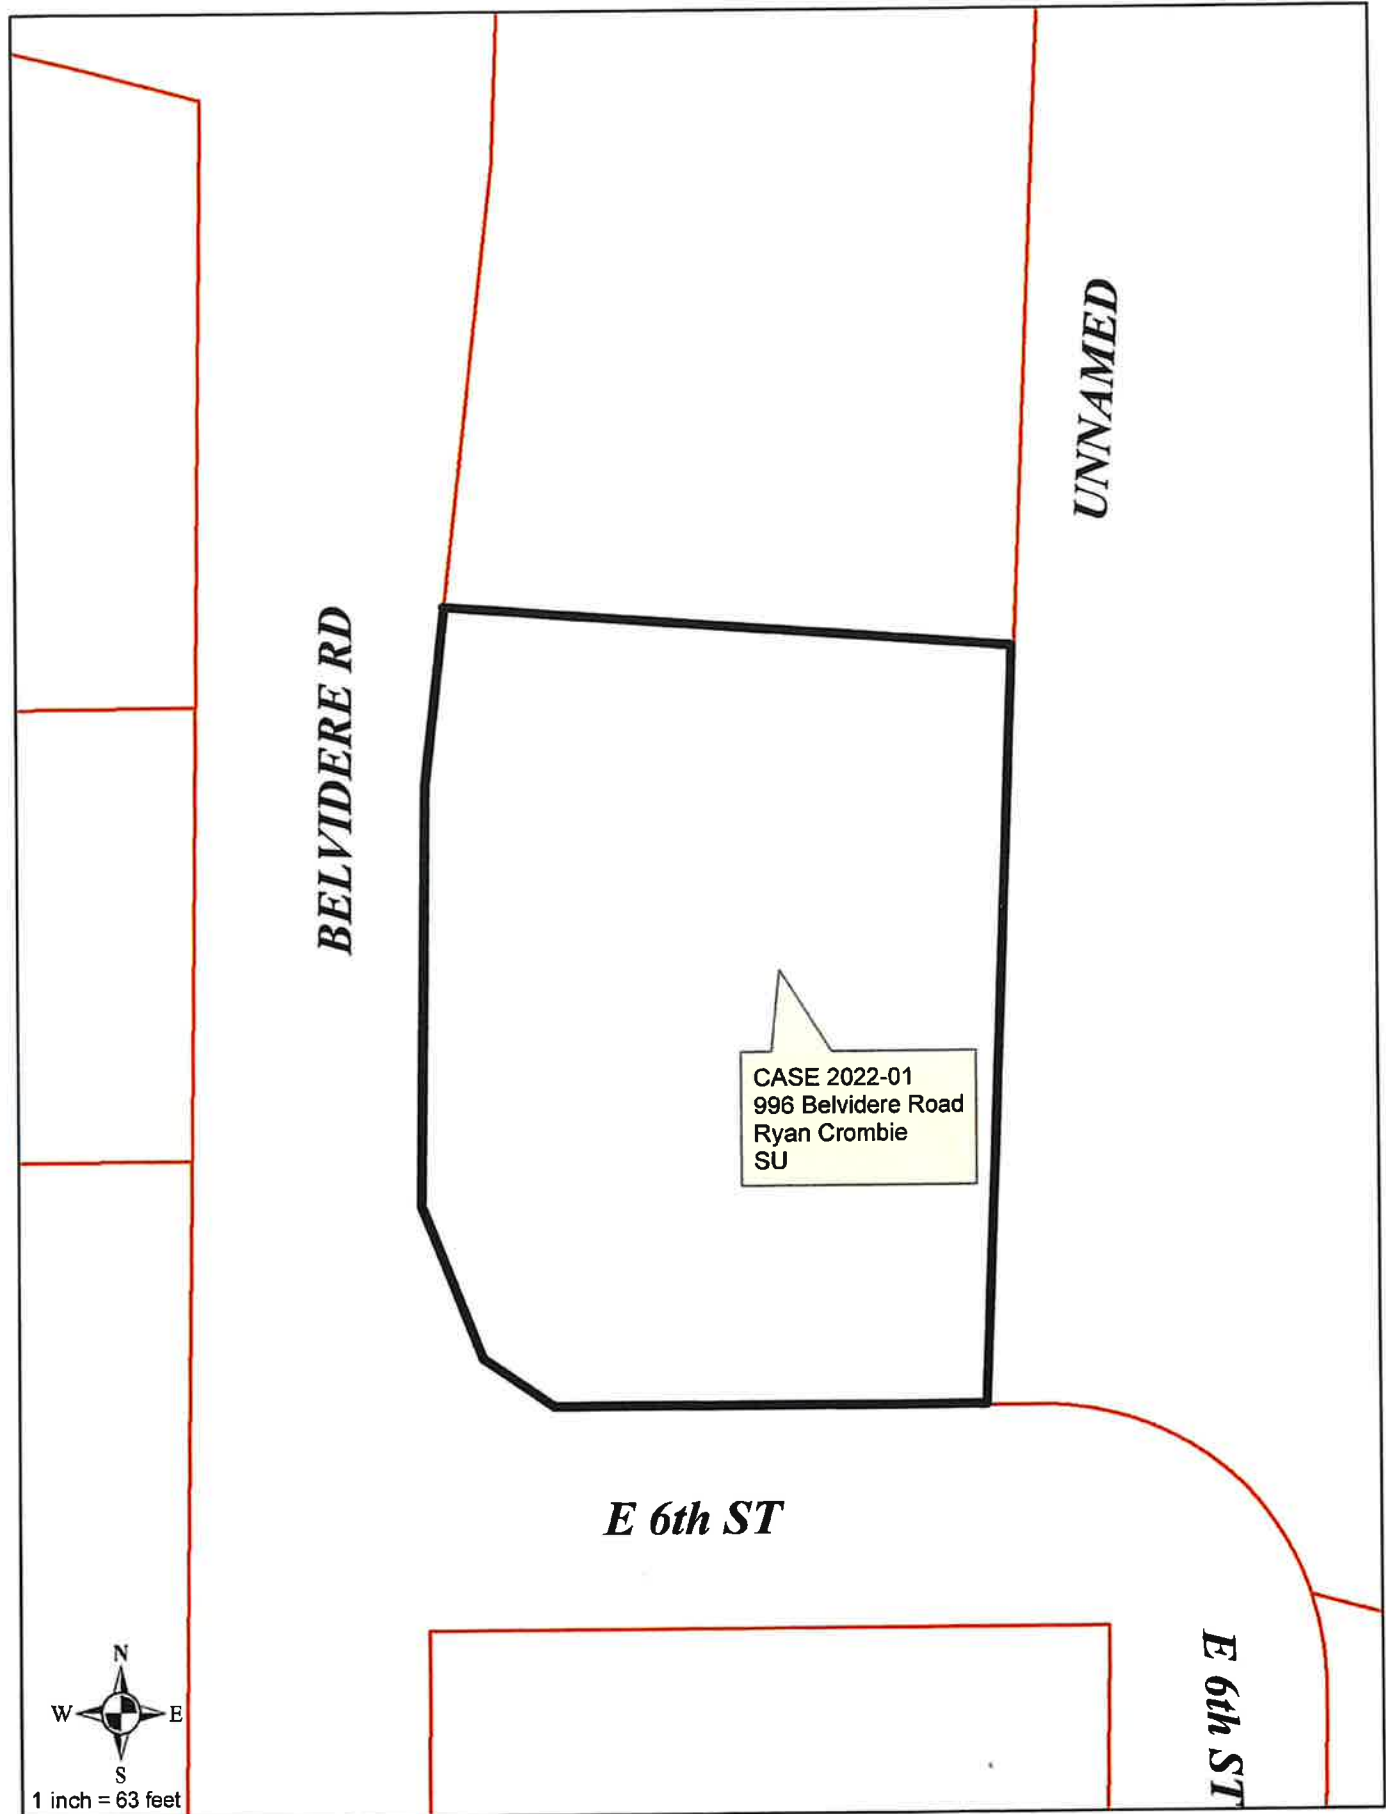 UNNAMED
BELVIDERE RD
CASE 2022-01
996 Belvidere Road
Ryan Crombie
SU
E 6th ST
E 6th ST
N
W E
S
1 inch = 63 feet